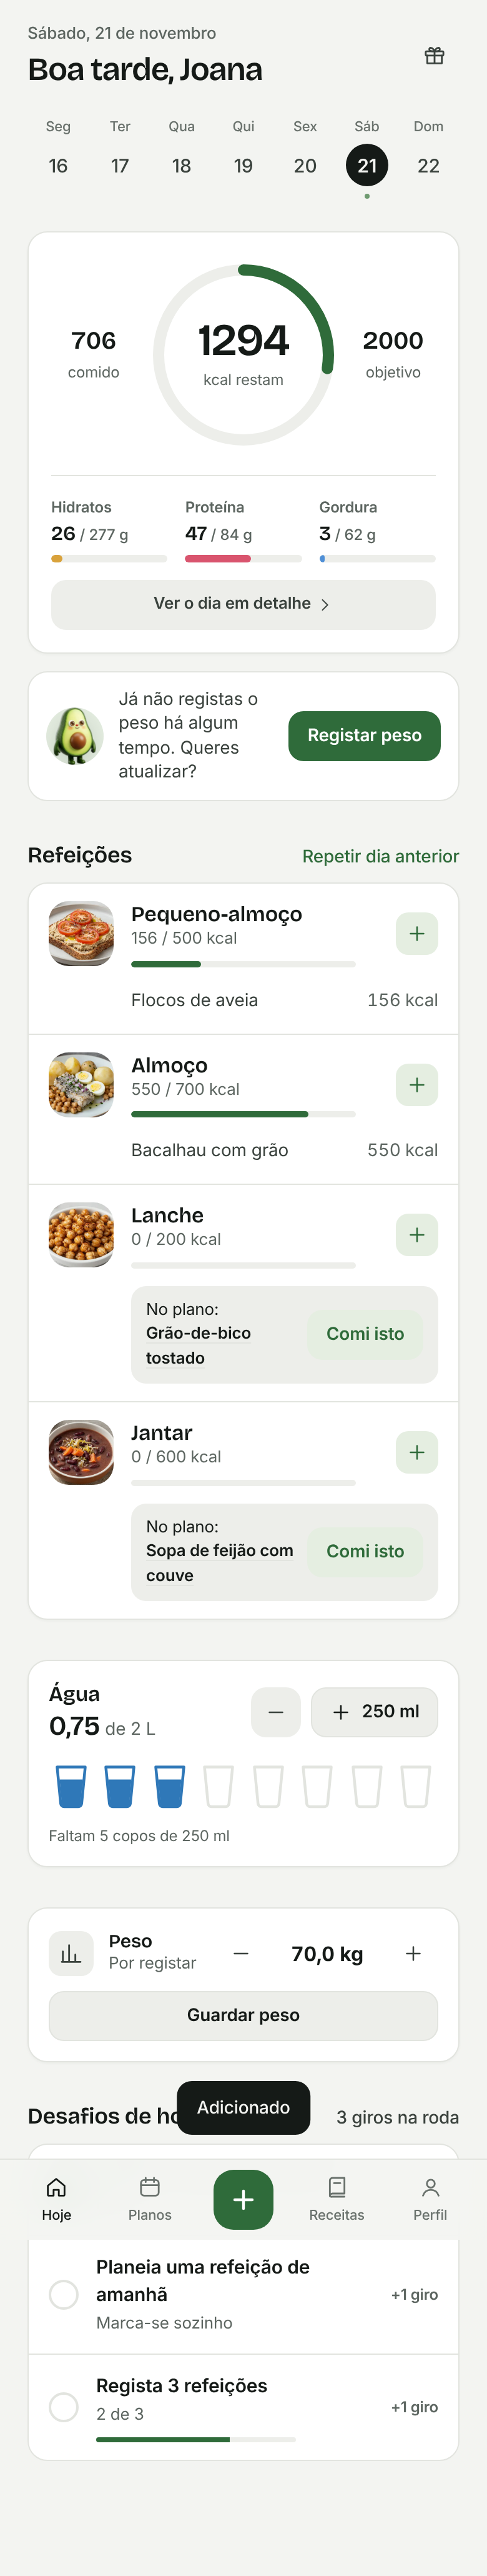 Sábado, 21 de novembro
Boa tarde, Joana
Seg Ter Qua Qui Sex Sáb Dom
16 17 18 19 20 21 22
706
comido
1294
kcal restam
2000
objetivo
Hidratos Proteína Gordura
26 / 277 g 47 / 84 g 3 / 62 g
Ver o dia em detalhe
Já não registas o
peso há algum
tempo. Queres
atualizar?
Registar peso
Refeições Repetir dia anterior
Pequeno-almoço
156 / 500 kcal
Flocos de aveia 156 kcal
Almoço
550 / 700 kcal
Bacalhau com grão 550 kcal
Lanche
0 / 200 kcal
No plano:
Grão-de-bico
tostado
Comi isto
Jantar
0 / 600 kcal
No plano:
Sopa de feijão com
couve
Comi isto
Água
0,75 de 2 L
250 ml
Faltam 5 copos de 250 ml
Peso
Por registar
70,0 kg
Guardar peso
Desafios de
Adicionado
3 giros na roda
Hoje Planos Receitas Perfil
Planeia uma refeição de
amanhã
Marca-se sozinho
+1 giro
Regista 3 refeições
2 de 3
+1 giro